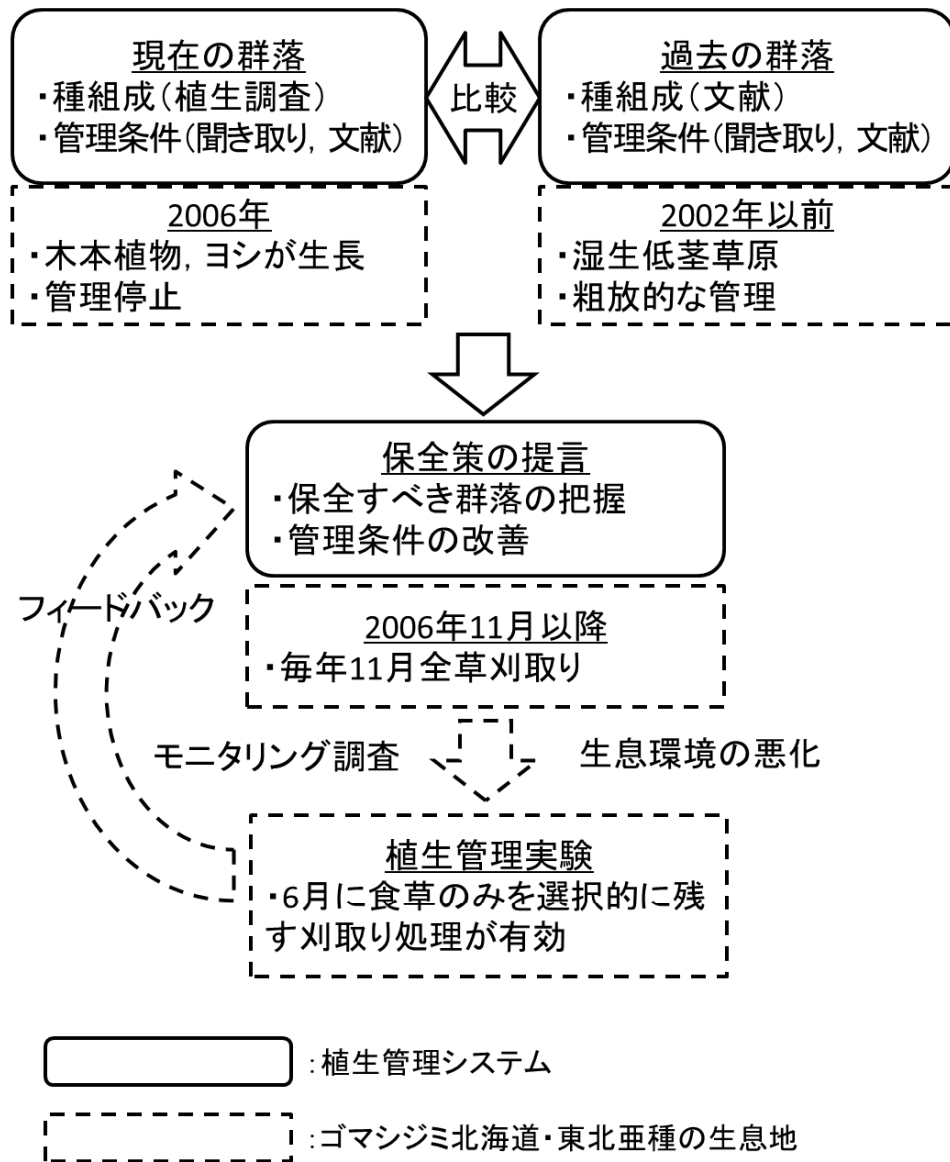 現在の群落
・種組成(植生調査)
・管理条件(聞き取り, 文献)
比較
過去の群落
・種組成(文献)
・管理条件(聞き取り, 文献)
2006年
・木本植物, ヨシが生長
・管理停止
2002年以前
・湿生低茎草原
・粗放的な管理
保全策の提言
・保全すべき群落の把握
・管理条件の改善
フィードバック
2006年11月以降
・毎年11月全草刈取り
モニタリング調査
生息環境の悪化
植生管理実験
・6月に食草のみを選択的に残
す刈取り処理が有効
:植生管理システム
:ゴマシジミ北海道・東北亜種の生息地